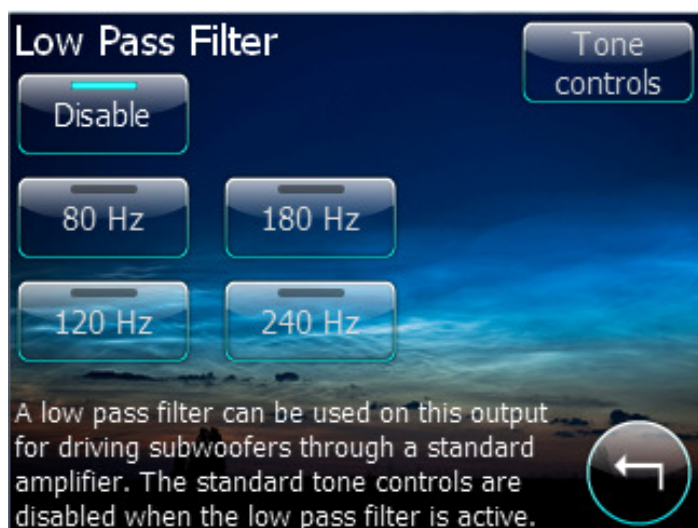 Low Pass Filter
Tone
controls
Disable
80 Hz
180 Hz
120 Hz
240 Hz
A low pass filter can be used on this output
for driving subwoofers through a standard
amplifier. The standard tone controls are
disabled when the low pass filter is active.